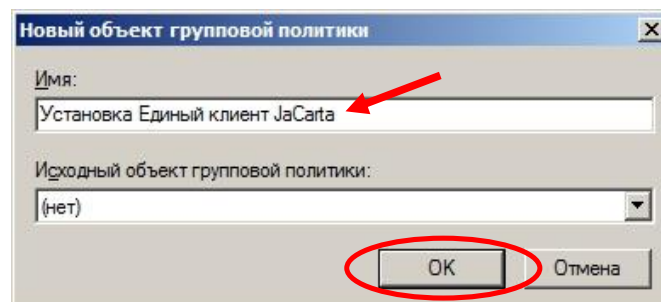 Новый объект групповой политики
Имя:
Установка Единый клиент JaCarta
Исходный объект групповой политики:
(нет)
OK
Отмена